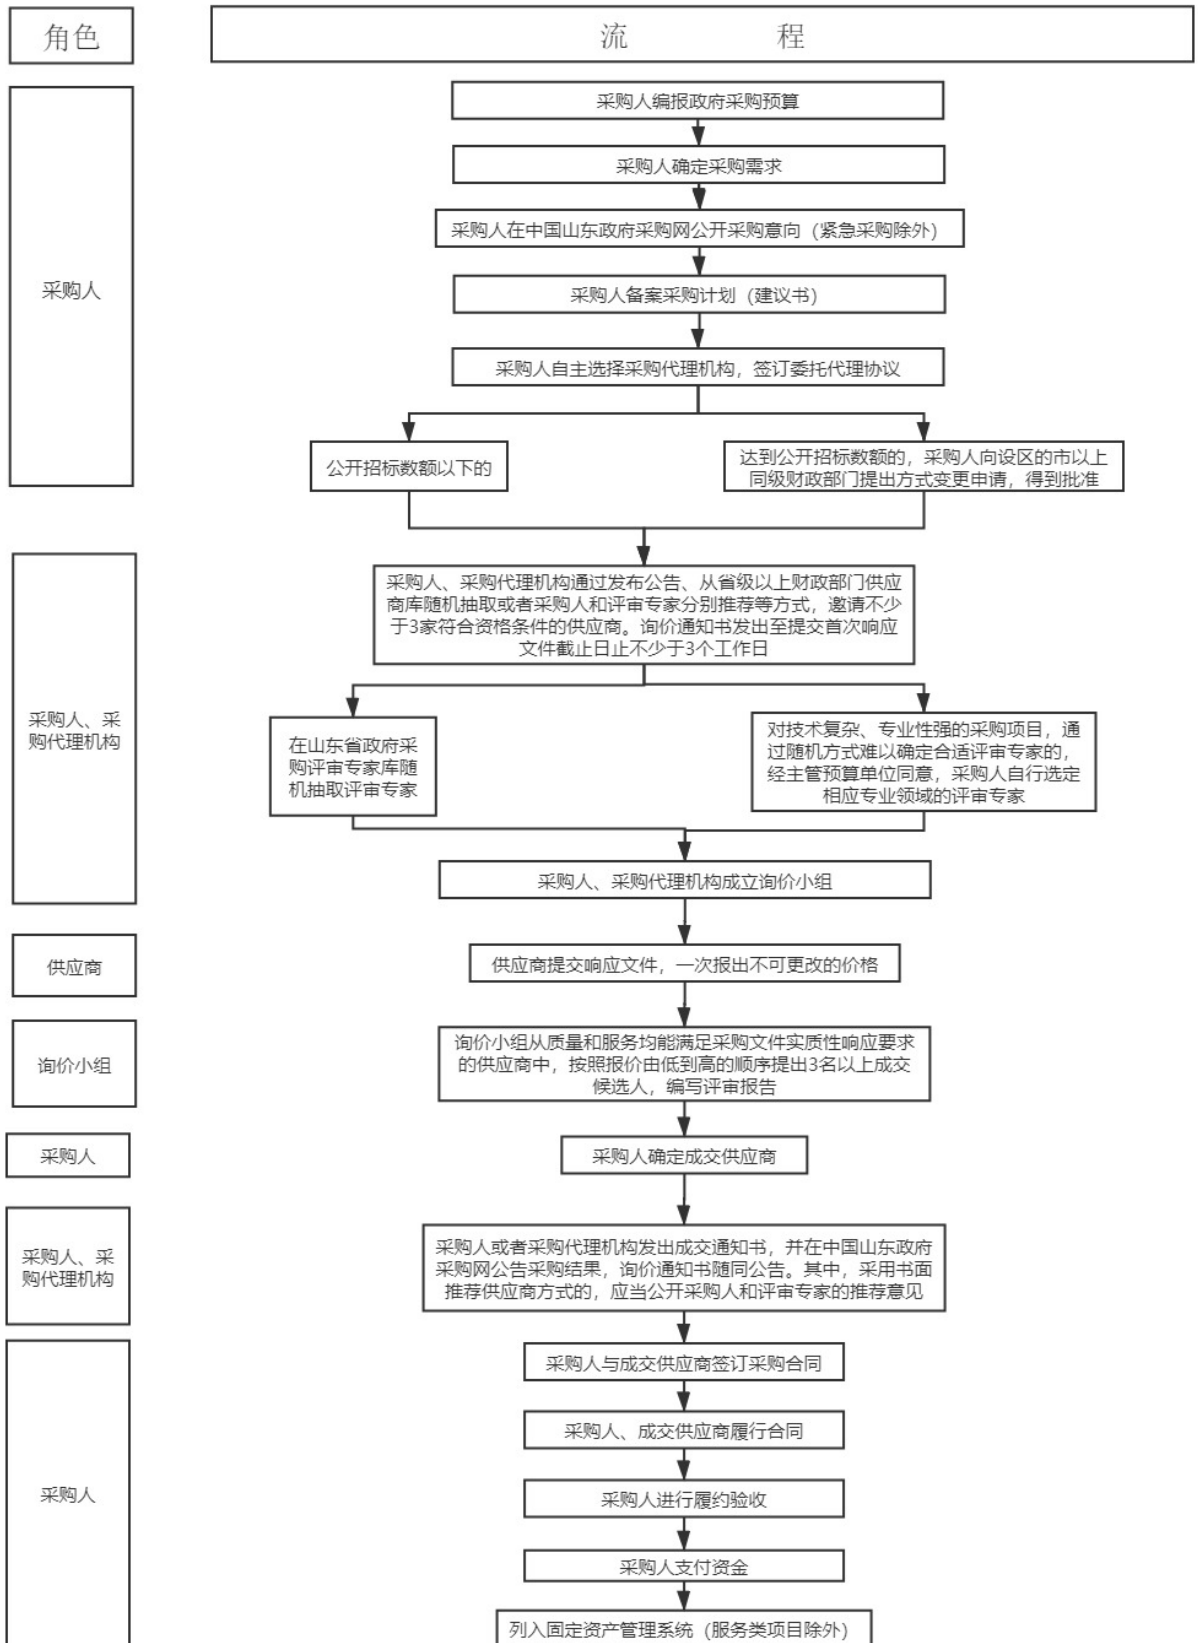 角色
流 程
采购人
采购人编报政府采购预算
采购人确定采购需求
采购人在中国山东政府采购网公开采购意向（紧急采购除外）
采购人备案采购计划（建议书）
采购人自主选择采购代理机构，签订委托代理协议
公开招标数额以下的
达到公开招标数额的，采购人向设区的市以上
同级财政部门提出方式变更申请，得到批准
采购人、采
购代理机构
采购人、采购代理机构通过发布公告、从省级以上财政部门供应
商库随机抽取或者采购人和评审专家分别推荐等方式，邀请不少
于3家符合资格条件的供应商。询价通知书发出至提交首次响应
文件截止日止不少于3个工作日
在山东省政府采
购评审专家库随
机抽取评审专家
对技术复杂、专业性强的采购项目，通
过随机方式难以确定合适评审专家的，
经主管预算单位同意，采购人自行选定
相应专业领域的评审专家
采购人、采购代理机构成立询价小组
供应商
供应商提交响应文件，一次报出不可更改的价格
询价小组
询价小组从质量和服务均能满足采购文件实质性响应要求
的供应商中，按照报价由低到高的顺序提出3名以上成交
候选人，编写评审报告
采购人
采购人确定成交供应商
采购人、采
购代理机构
采购人或者采购代理机构发出成交通知书，并在中国山东政府
采购网公告采购结果，询价通知书随同公告。其中，采用书面
推荐供应商方式的，应当公开采购人和评审专家的推荐意见
采购人
采购人与成交供应商签订采购合同
采购人、成交供应商履行合同
采购人进行履约验收
采购人支付资金
列入固定资产管理系统（服务类项目除外）